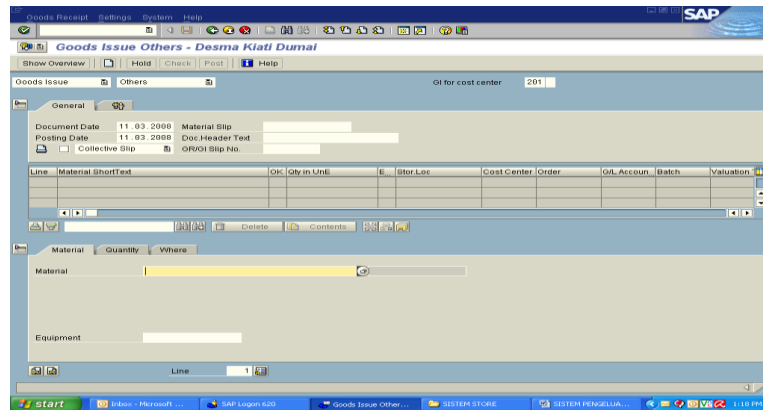 Goods Receipt Settings System Help
SAP
Goods Issue Others - Desma Kiati Dumai
Show Overview Hold Check Post Help
Goods Issue Others GI for cost center 201
General
Document Date 11.03.2008 Material Slip
Posting Date 11.03.2008 Doc.Header Text
Collective Slip GR/GI Slip No.
Line Material ShortText OK Qty in UnE E... Stor.Loc Cost Center Order G/L Accoun... Batch Valuation
Delete Contents
Material Quantity Where
Material
Equipment
Line 1
start Inbox - Microsoft ... SAP Logon 620 Goods Issue Other... SISTEM STORE SISTEM PENGELUA... 1:18 PM